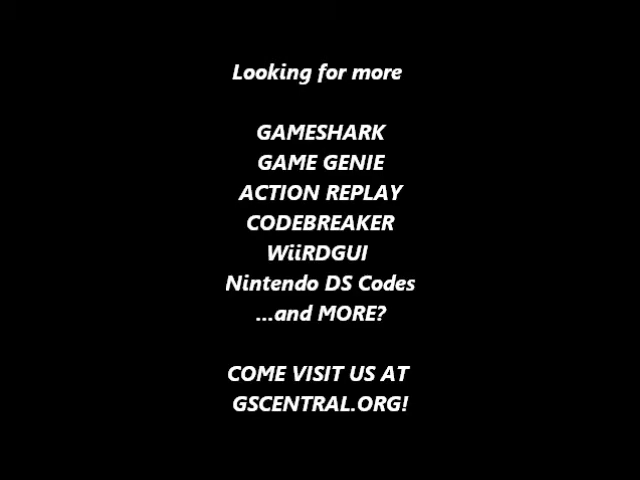 Looking for more
GAMESHARK
GAME GENIE
ACTION REPLAY
CODEBREAKER
WiiRDGUI
Nintendo DS Codes
...and MORE?
COME VISIT US AT
GSCENTRAL.ORG!